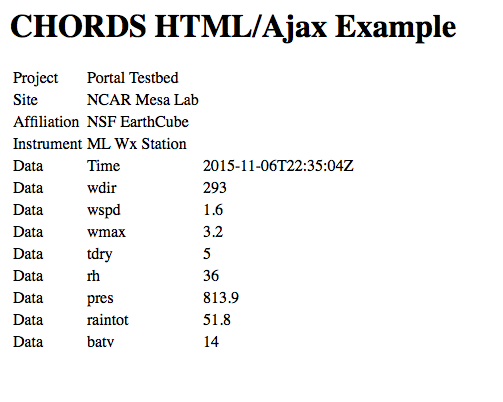 CHORDS HTML/Ajax Example
Project Portal Testbed
Site NCAR Mesa Lab
Affiliation NSF EarthCube
Instrument ML Wx Station
Data Time 2015-11-06T22:35:04Z
Data wdir 293
Data wspd 1.6
Data wmax 3.2
Data tdry 5
Data rh 36
Data pres 813.9
Data raintot 51.8
Data batv 14